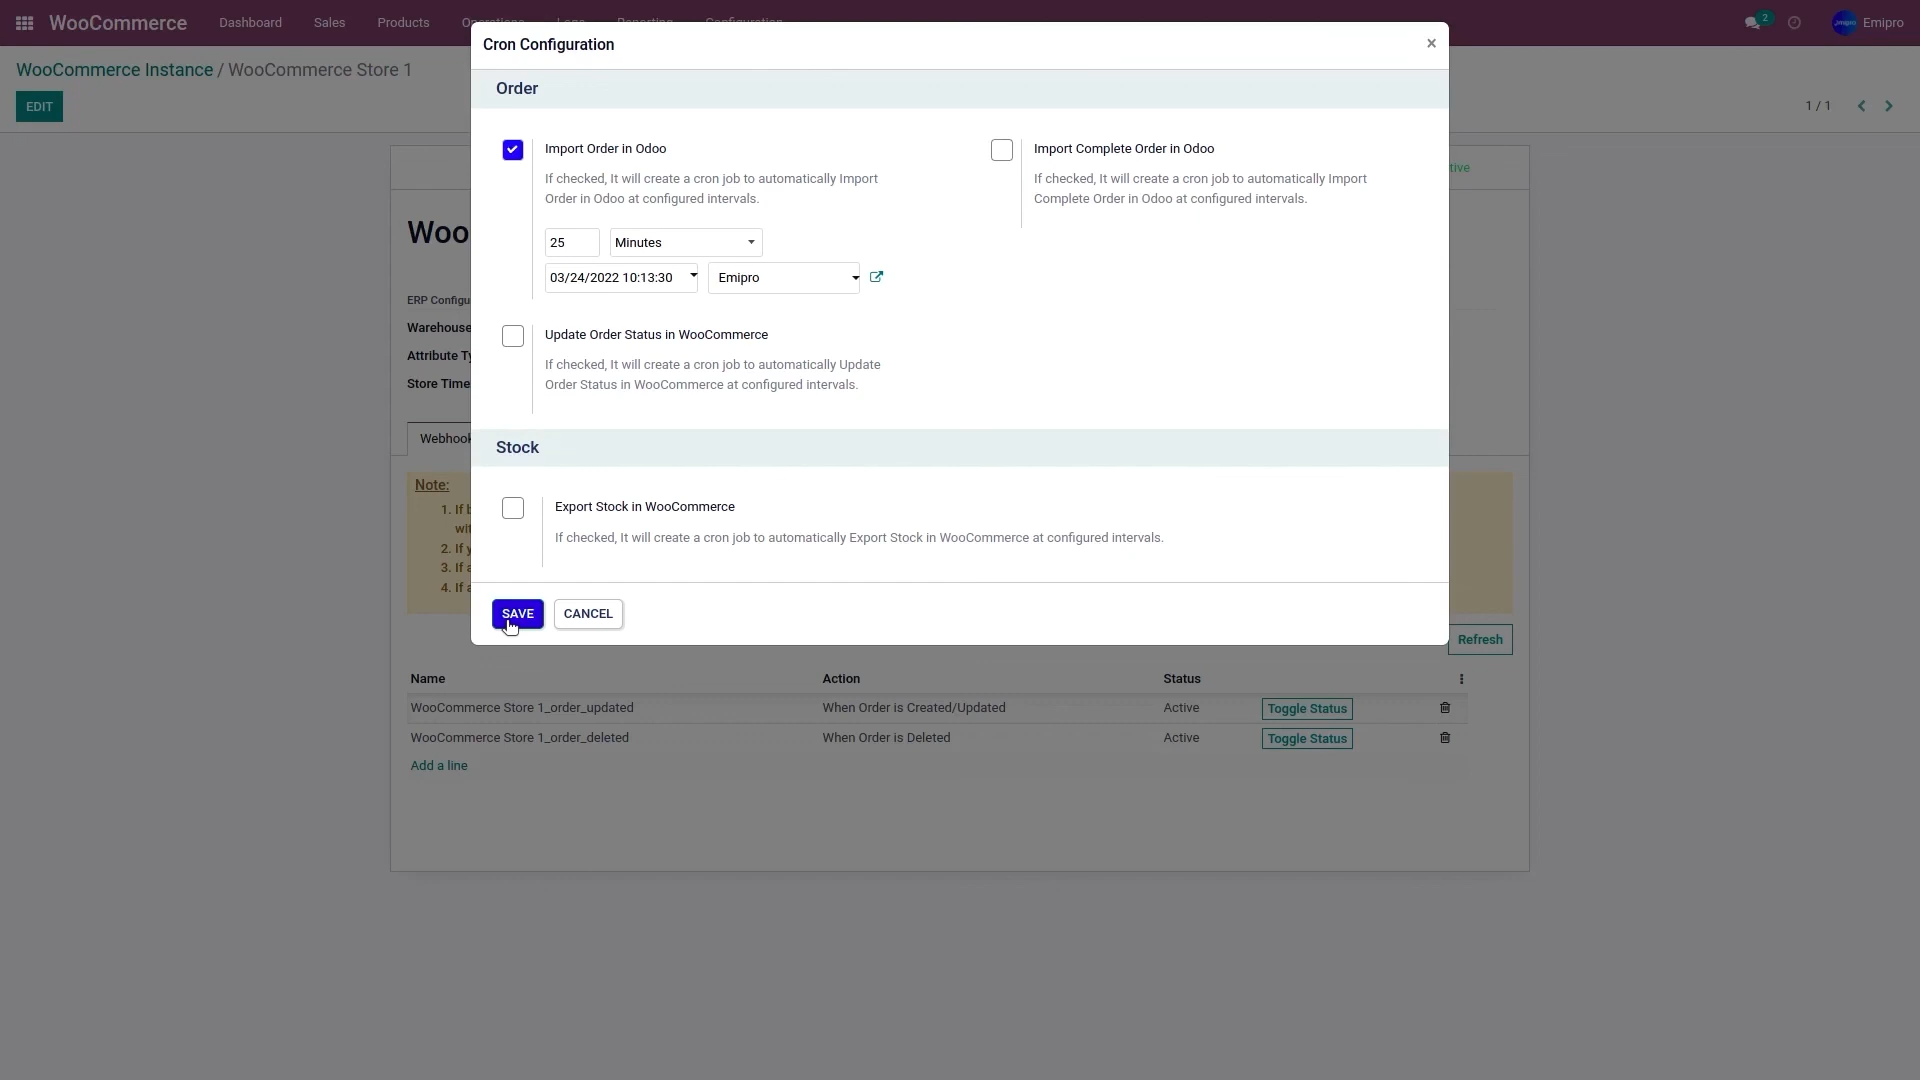 WooCommerce
Dashboard
Sales
Products
Operations
Logs
Reporting
Configuration
2
Emipro
WooCommerce Instance / WooCommerce Store 1
EDIT
1 / 1
Cron Configuration
×
Order
Import Order in Odoo
If checked, It will create a cron job to automatically Import
Order in Odoo at configured intervals.
25
Minutes
03/24/2022 10:13:30
Emipro
Import Complete Order in Odoo
If checked, It will create a cron job to automatically Import
Complete Order in Odoo at configured intervals.
Update Order Status in WooCommerce
If checked, It will create a cron job to automatically Update
Order Status in WooCommerce at configured intervals.
Stock
Export Stock in WooCommerce
If checked, It will create a cron job to automatically Export Stock in WooCommerce at configured intervals.
SAVE
CANCEL
tive
Woo
ERP Configu
Warehouse
Attribute Ty
Store Time
Webhook
Note:
1. If b
wit
2. If y
3. If a
4. If a
Refresh
Name
Action
Status
WooCommerce Store 1_order_updated
When Order is Created/Updated
Active
Toggle Status
WooCommerce Store 1_order_deleted
When Order is Deleted
Active
Toggle Status
Add a line